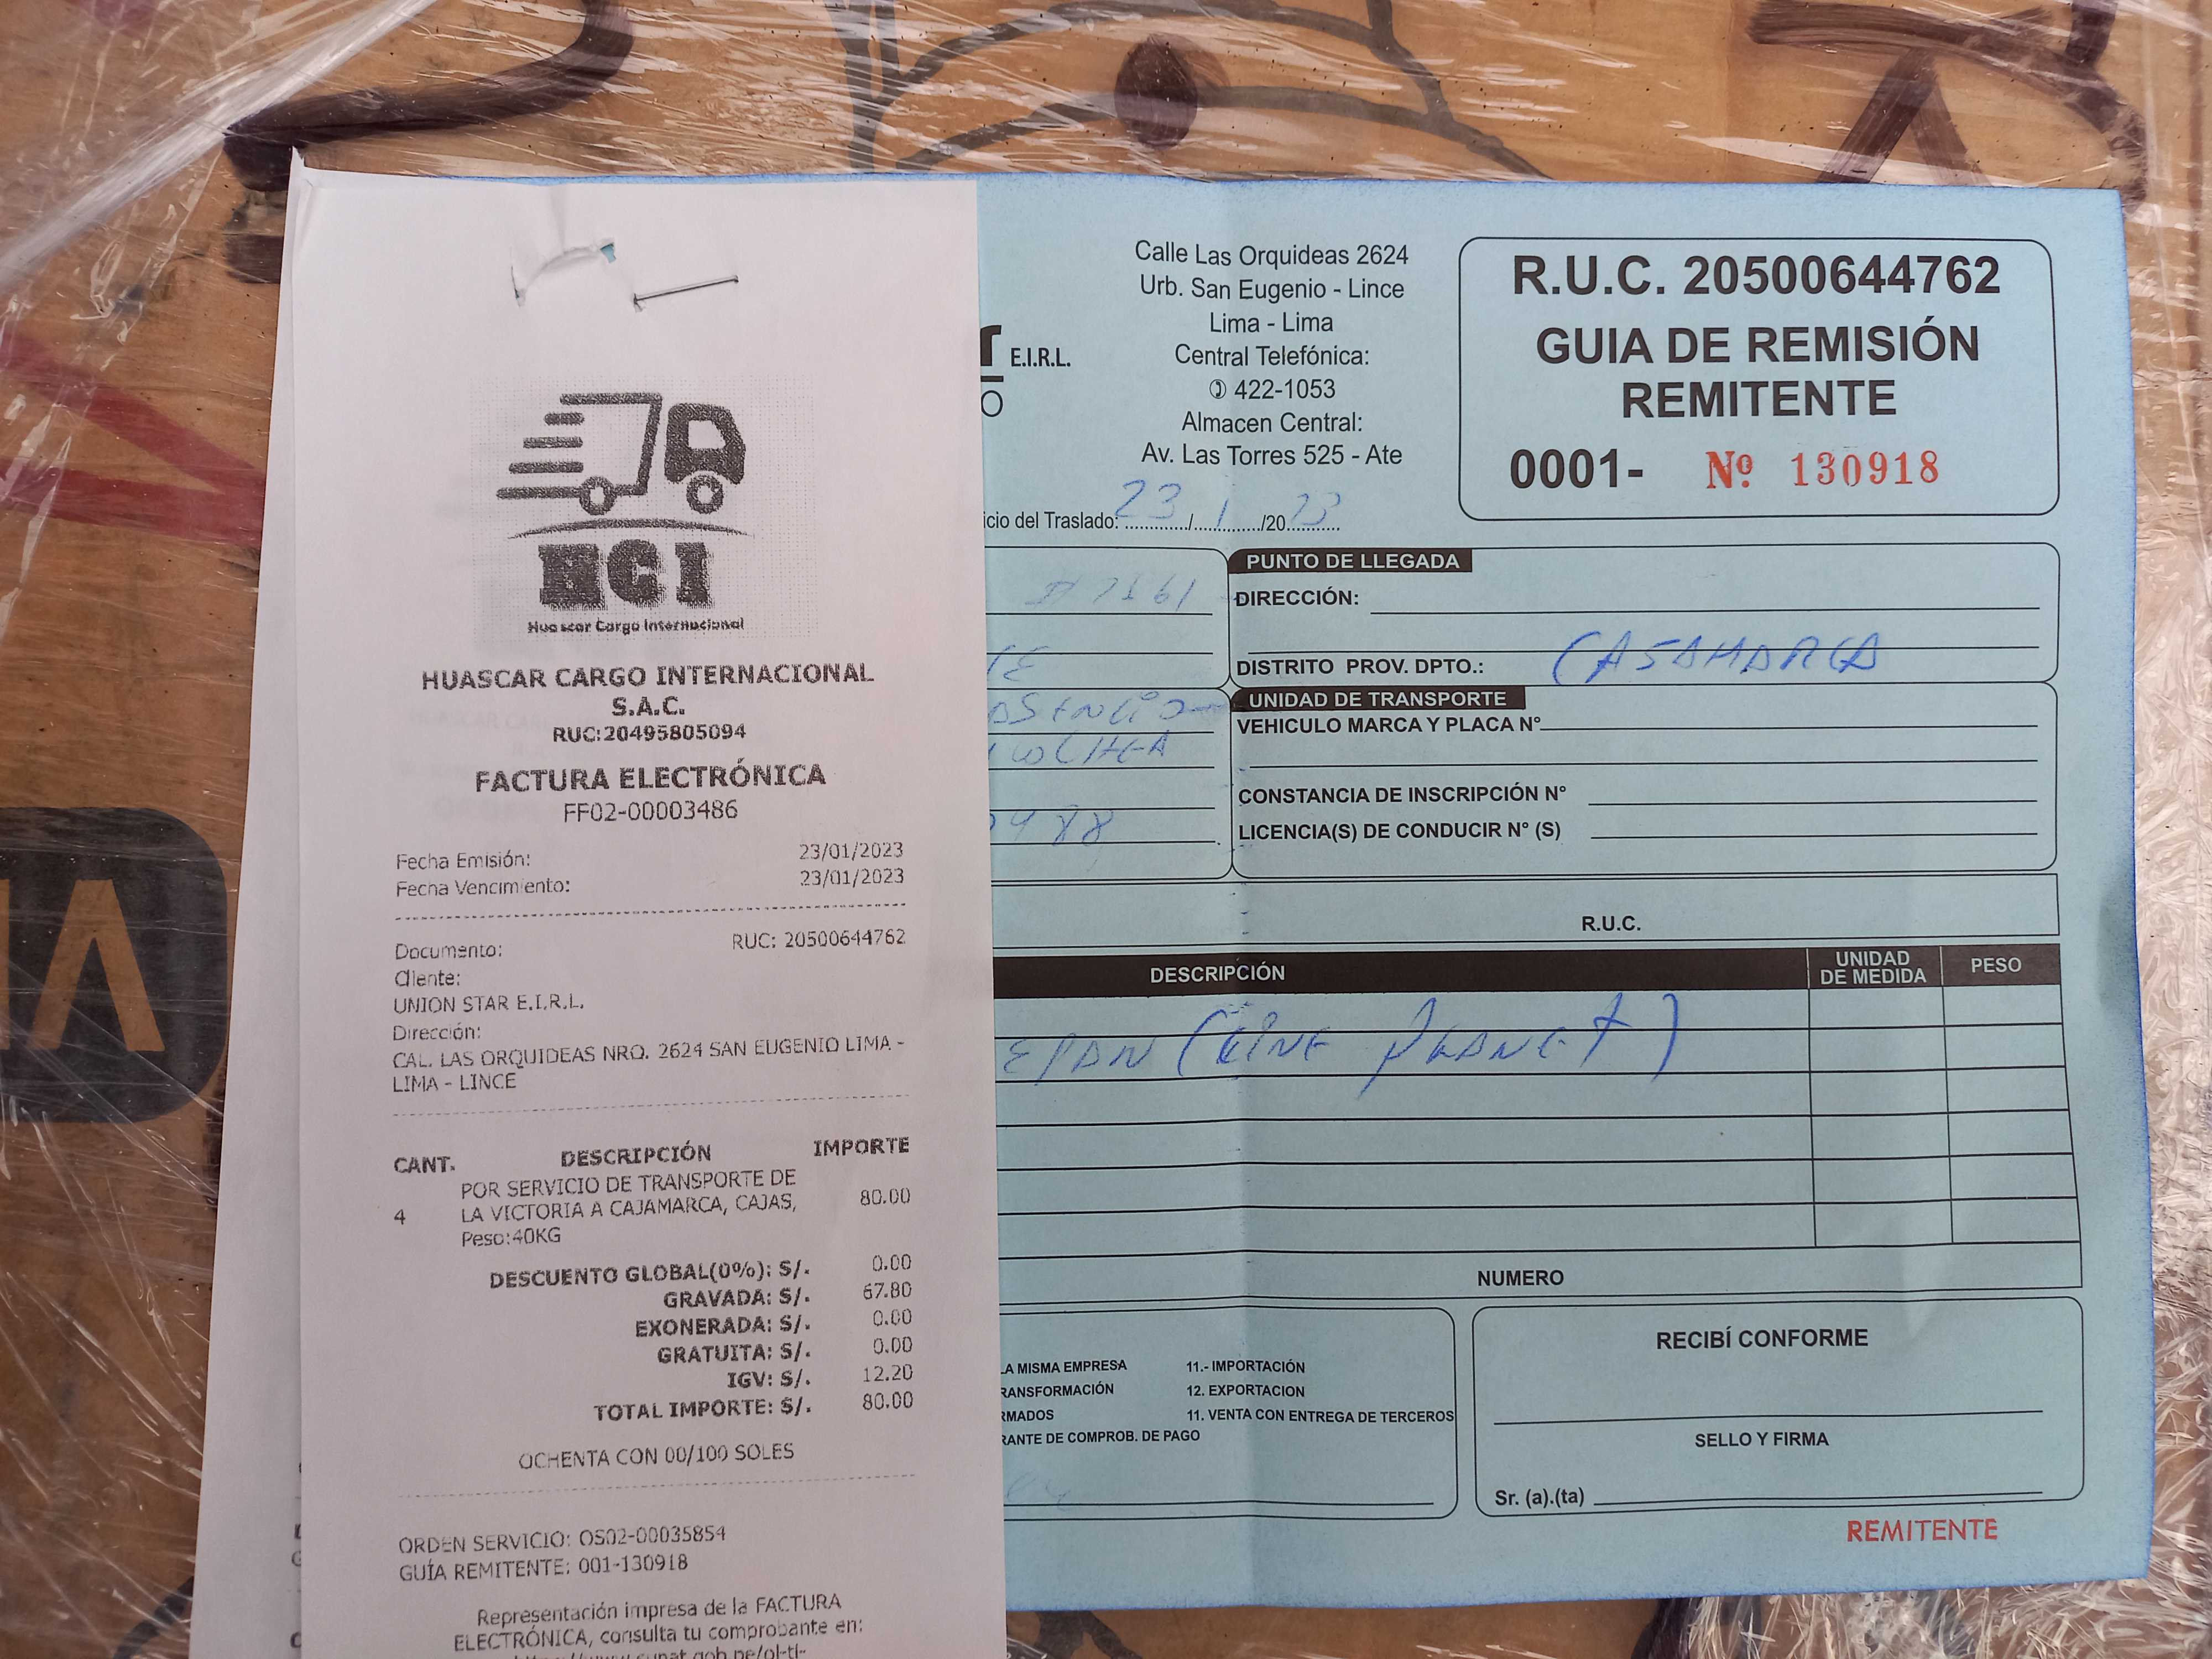 HCI
Huascar Cargo Internacional
HUASCAR CARGO INTERNACIONAL
S.A.C.
RUC:20495805094
FACTURA ELECTRÓNICA
FF02-00003486
Fecha Emisión: 23/01/2023
Fecha Vencimiento: 23/01/2023
Documento: RUC: 20500644762
Cliente:
UNION STAR E.I.R.L.
Dirección:
CAL. LAS ORQUIDEAS NRO. 2624 SAN EUGENIO LIMA -
LIMA - LINCE
CANT. DESCRIPCIÓN IMPORTE
POR SERVICIO DE TRANSPORTE DE
4 LA VICTORIA A CAJAMARCA, CAJAS, 80.00
Peso:40KG
DESCUENTO GLOBAL(0%): S/. 0.00
GRAVADA: S/. 67.80
EXONERADA: S/. 0.00
GRATUITA: S/. 0.00
IGV: S/. 12.20
TOTAL IMPORTE: S/. 80.00
OCHENTA CON 00/100 SOLES
ORDEN SERVICIO: OS02-00035854
GUÍA REMITENTE: 001-130918
Representación impresa de la FACTURA
ELECTRÓNICA, consulta tu comprobante en:
E.I.R.L.
Calle Las Orquideas 2624
Urb. San Eugenio - Lince
Lima - Lima
Central Telefónica:
422-1053
Almacen Central:
Av. Las Torres 525 - Ate
R.U.C. 20500644762
GUIA DE REMISIÓN
REMITENTE
0001- Nº 130918
icio del Traslado: 23/1/2023
PUNTO DE LLEGADA
DIRECCIÓN:
DISTRITO PROV. DPTO.: CAJAMARCA
UNIDAD DE TRANSPORTE
VEHICULO MARCA Y PLACA N°
CONSTANCIA DE INSCRIPCIÓN N°
LICENCIA(S) DE CONDUCIR N° (S)
R.U.C.
DESCRIPCIÓN UNIDAD DE MEDIDA PESO
(CINE PLANET)
NUMERO
LA MISMA EMPRESA 11.- IMPORTACIÓN
RANSFORMACIÓN 12. EXPORTACION
RMADOS 11. VENTA CON ENTREGA DE TERCEROS
RANTE DE COMPROB. DE PAGO
RECIBÍ CONFORME
SELLO Y FIRMA
Sr. (a).(ta)
REMITENTE